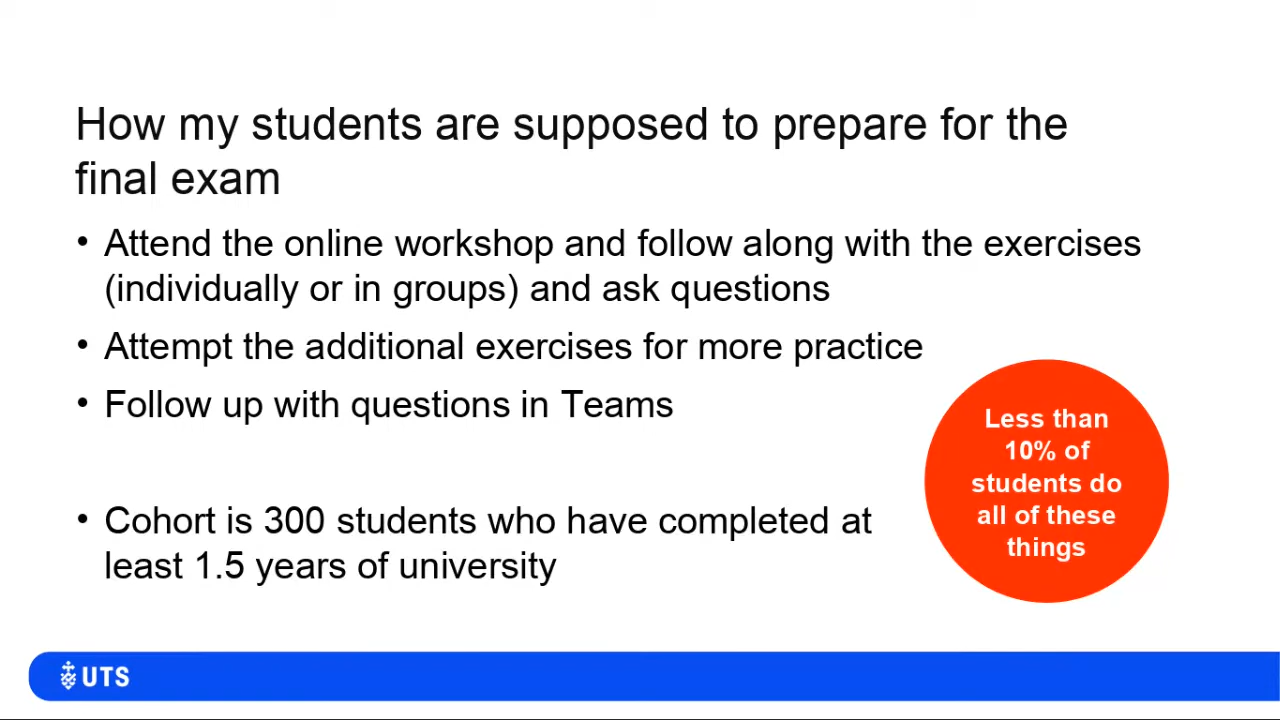 How my students are supposed to prepare for the
final exam
• Attend the online workshop and follow along with the exercises
(individually or in groups) and ask questions
• Attempt the additional exercises for more practice
• Follow up with questions in Teams
• Cohort is 300 students who have completed at
least 1.5 years of university
Less than
10% of
students do
all of these
things
UTS